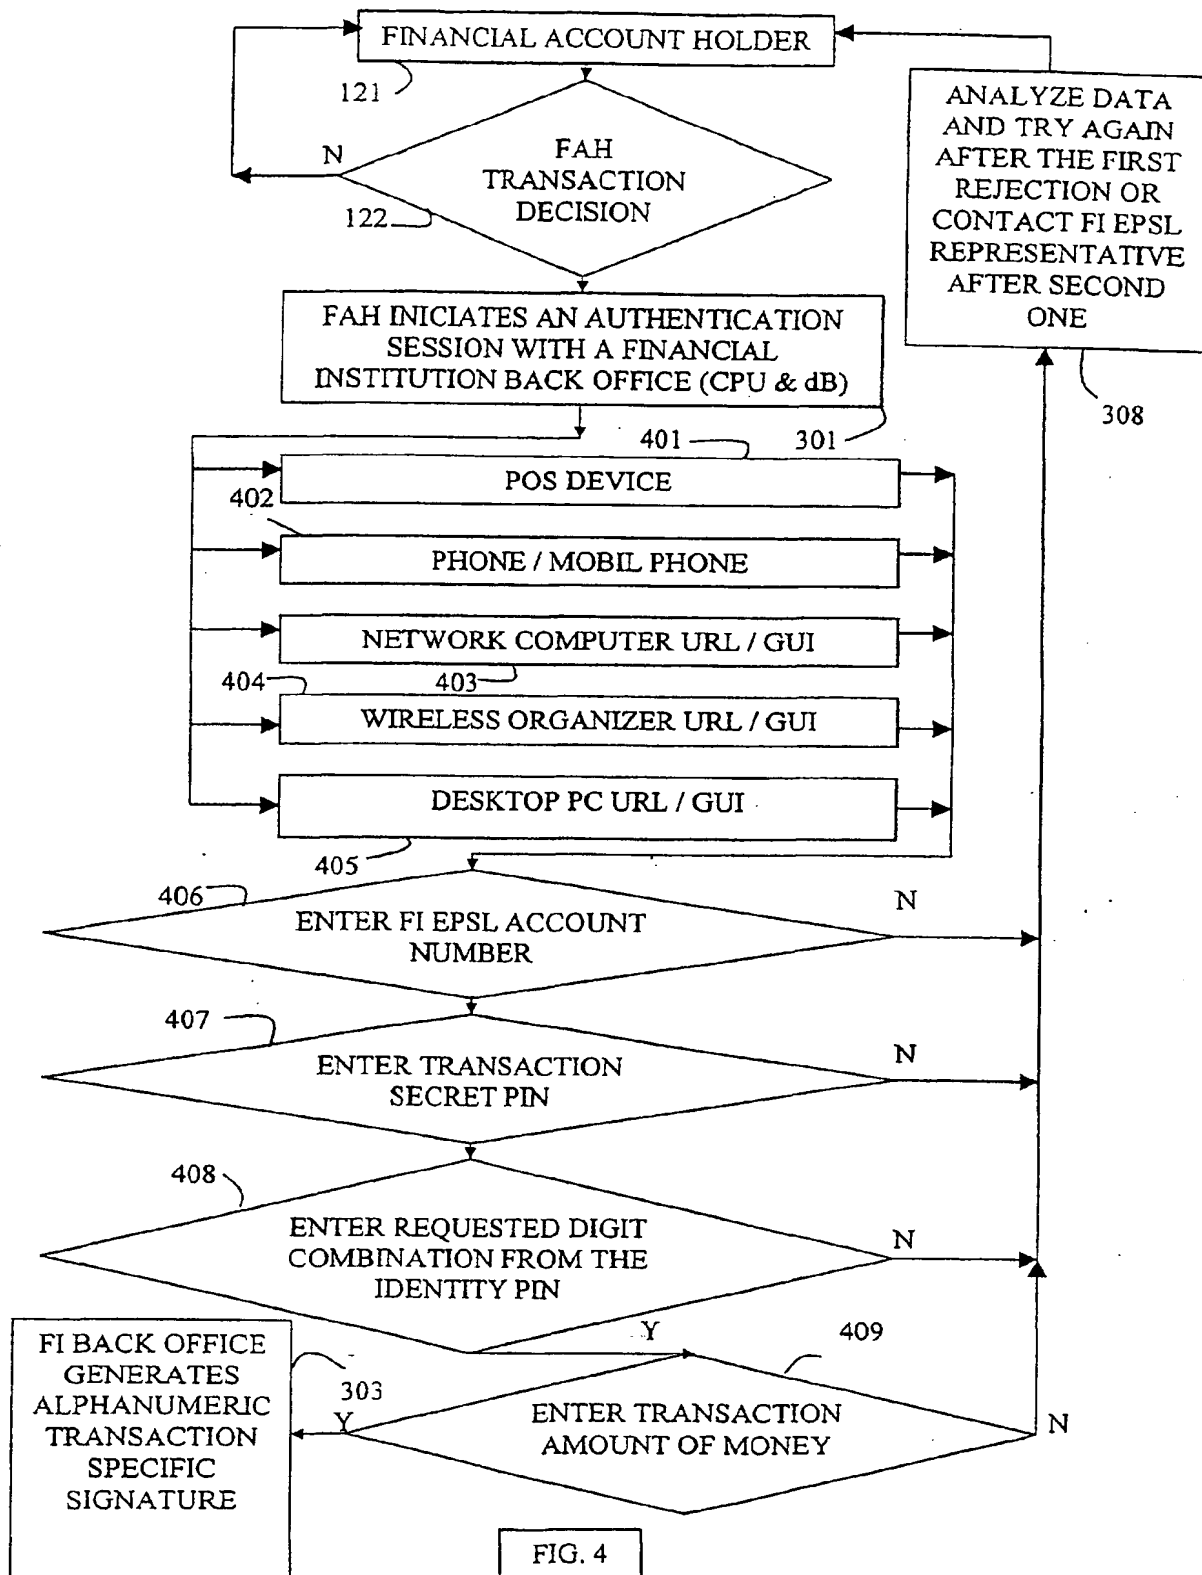 FINANCIAL ACCOUNT HOLDER
121
N
FAH
TRANSACTION
DECISION
122
ANALYZE DATA
AND TRY AGAIN
AFTER THE FIRST
REJECTION OR
CONTACT FI EPSL
REPRESENTATIVE
AFTER SECOND
ONE
308
FAH INICIATES AN AUTHENTICATION
SESSION WITH A FINANCIAL
INSTITUTION BACK OFFICE (CPU & dB)
301
401
POS DEVICE
402
PHONE / MOBIL PHONE
NETWORK COMPUTER URL / GUI
403
404
WIRELESS ORGANIZER URL / GUI
DESKTOP PC URL / GUI
405
406
ENTER FI EPSL ACCOUNT
NUMBER
N
407
ENTER TRANSACTION
SECRET PIN
N
408
ENTER REQUESTED DIGIT
COMBINATION FROM THE
IDENTITY PIN
N
Y
409
ENTER TRANSACTION
AMOUNT OF MONEY
N
Y
303
FI BACK OFFICE
GENERATES
ALPHANUMERIC
TRANSACTION
SPECIFIC
SIGNATURE
FIG. 4